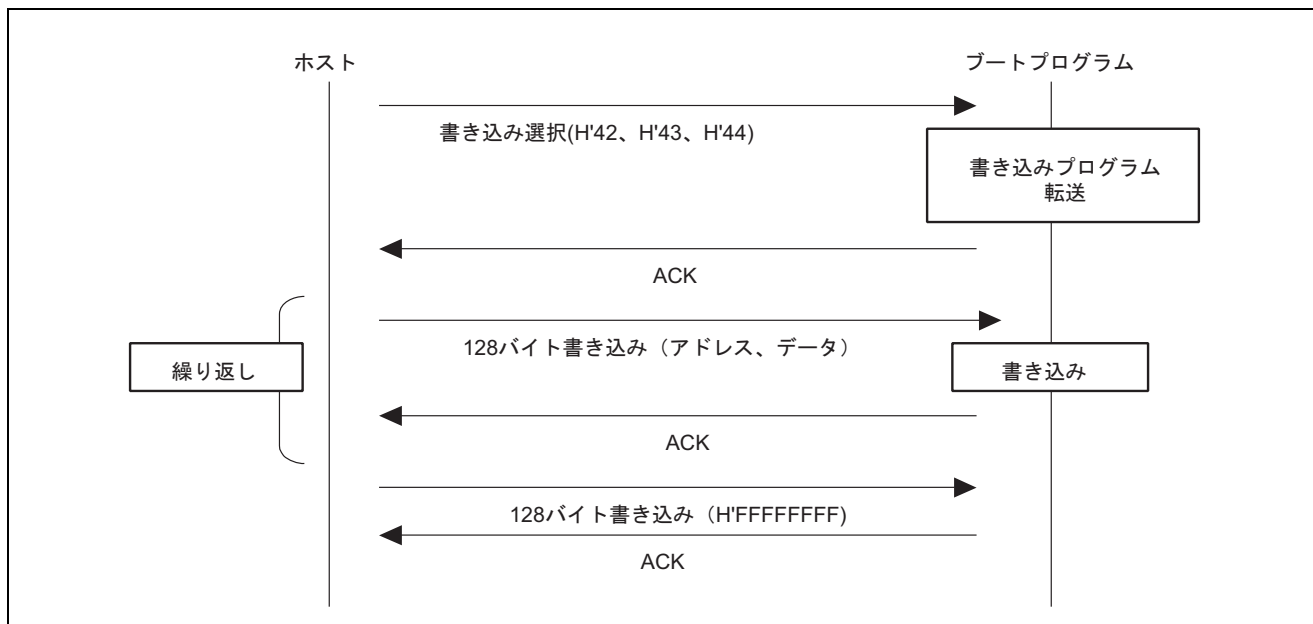 ホスト
ブートプログラム
書き込み選択(H'42、H'43、H'44)
書き込みプログラム
転送
ACK
128バイト書き込み（アドレス、データ）
繰り返し
書き込み
ACK
128バイト書き込み（H'FFFFFFFF)
ACK